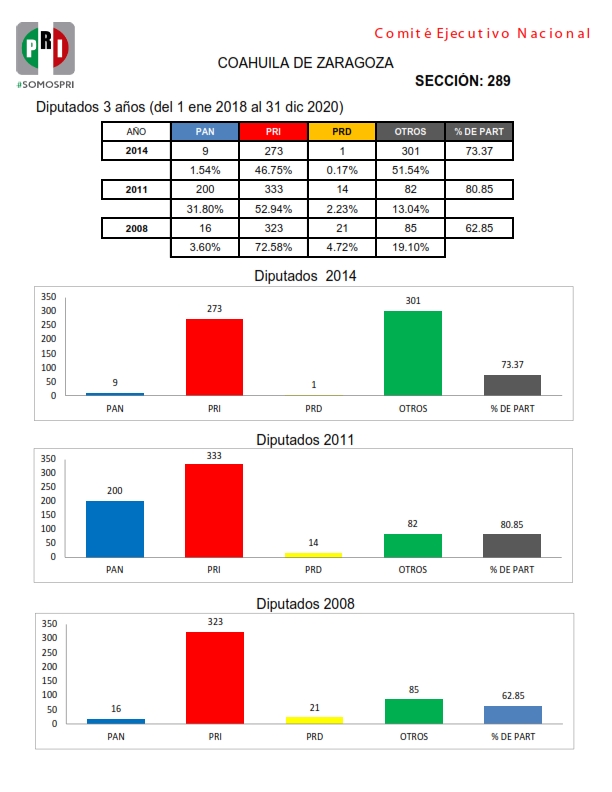 PRI
#SOMOSPRI
Comité Ejecutivo Nacional
COAHUILA DE ZARAGOZA
SECCIÓN: 289
Diputados 3 años (del 1 ene 2018 al 31 dic 2020)
AÑO PAN PRI PRD OTROS % DE PART
2014 9 273 1 301 73.37
1.54% 46.75% 0.17% 51.54%
2011 200 333 14 82 80.85
31.80% 52.94% 2.23% 13.04%
2008 16 323 21 85 62.85
3.60% 72.58% 4.72% 19.10%
Diputados 2014
350
300
250
200
150
100
50
0
9 273 1 301 73.37
PAN PRI PRD OTROS % DE PART
Diputados 2011
350
300
250
200
150
100
50
0
200 333 14 82 80.85
PAN PRI PRD OTROS % DE PART
Diputados 2008
350
300
250
200
150
100
50
0
16 323 21 85 62.85
PAN PRI PRD OTROS % DE PART